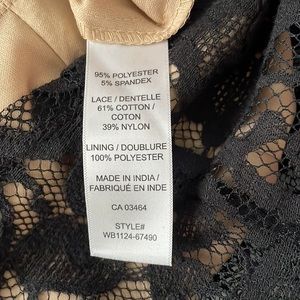 95% POLYESTER
5% SPANDEX
LACE / DENTELLE
61% COTTON /
COTON
39% NYLON
LINING / DOUBLURE
100% POLYESTER
MADE IN INDIA /
FABRIQUÉ EN INDE
CA 03464
STYLE#
WB1124-67490